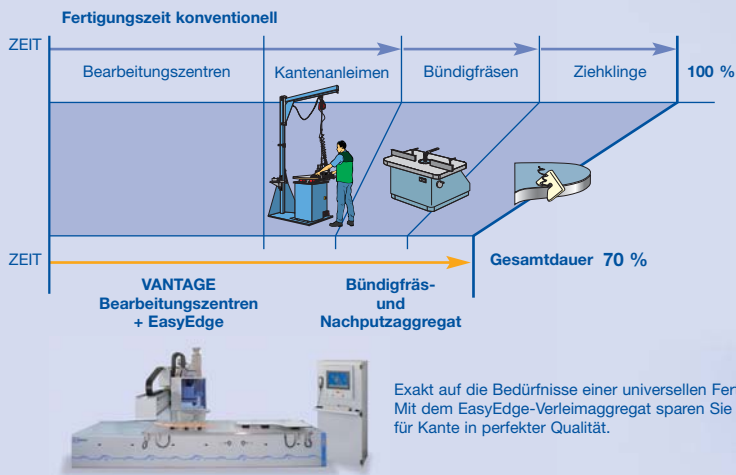 Fertigungszeit konventionell
ZEIT
Bearbeitungszentren
Kantenanleimen
Bündigfräsen
Ziehklinge
100 %
ZEIT
Gesamtdauer 70 %
VANTAGE
Bearbeitungszentren
+ EasyEdge
Bündigfräs-
und
Nachputzaggregat
Exakt auf die Bedürfnisse einer universellen
Mit dem EasyEdge-Verleimaggregat sparen Sie
für Kante in perfekter Qualität.